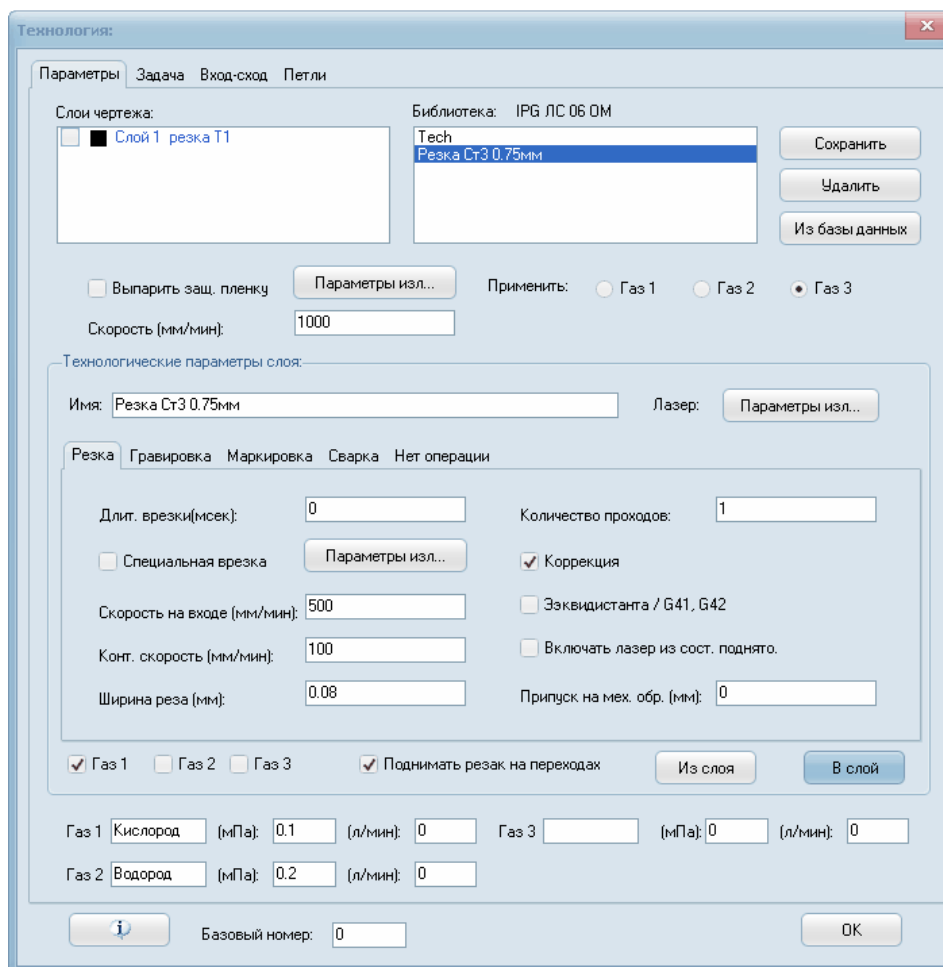 Технология:
Параметры Задача Вход-сход Петли
Слои чертежа:
Библиотека: IPG ЛС 06 ОМ
Слой 1 резка Т1
Tech
Резка Ст3 0.75мм
Сохранить
Удалить
Из базы данных
Выпарить защ. пленку Параметры изл... Применить: Газ 1 Газ 2 Газ 3
Скорость (мм/мин): 1000
Технологические параметры слоя:
Имя: Резка Ст3 0.75мм Лазер: Параметры изл...
Резка Гравировка Маркировка Сварка Нет операции
Длит. врезки(мсек): 0 Количество проходов: 1
Специальная врезка Параметры изл... Коррекция
Скорость на входе (мм/мин): 500 Ээквидистанта / G41, G42
Конт. скорость (мм/мин): 100 Включать лазер из сост. поднято.
Ширина реза (мм): 0.08 Припуск на мех. обр. (мм): 0
Газ 1 Газ 2 Газ 3 Поднимать резак на переходах Из слоя В слой
Газ 1 Кислород (мПа): 0.1 (л/мин): 0 Газ 3 (мПа): 0 (л/мин): 0
Газ 2 Водород (мПа): 0.2 (л/мин): 0
Базовый номер: 0 OK